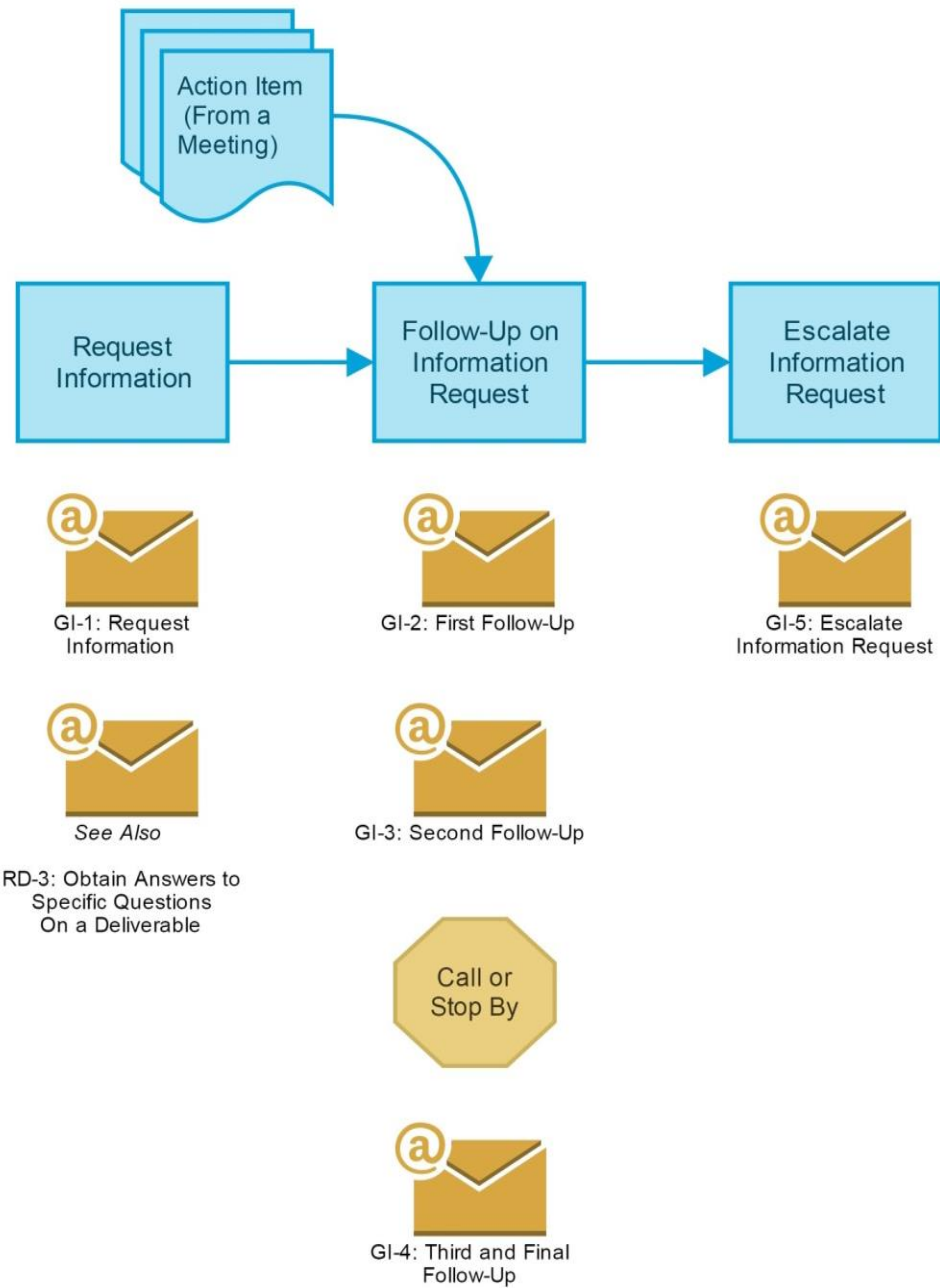 Action Item
(From a
Meeting)
Request
Information
Follow-Up on
Information
Request
Escalate
Information
Request
@
GI-1: Request
Information
@
GI-2: First Follow-Up
@
GI-5: Escalate
Information Request
@
See Also
RD-3: Obtain Answers to
Specific Questions
On a Deliverable
@
GI-3: Second Follow-Up
Call or
Stop By
@
GI-4: Third and Final
Follow-Up